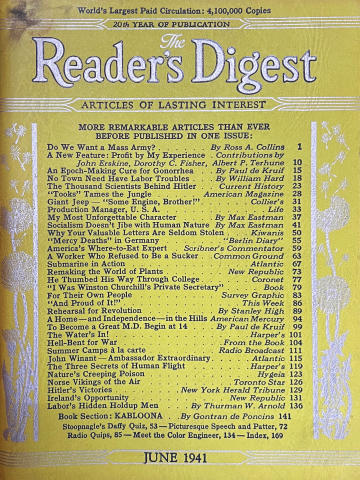 World's Largest Paid Circulation: 4,100,000 Copies
20th YEAR OF PUBLICATION
The
Reader's Digest
ARTICLES OF LASTING INTEREST
MORE REMARKABLE ARTICLES THAN EVER
BEFORE PUBLISHED IN ONE ISSUE:
Do We Want a Mass Army? . . . . By Ross A. Collins 1
A New Feature: Profit by My Experience . Contributions by
John Erskine, Dorothy C. Fisher, Albert P. Terhune 10
An Epoch-Making Cure for Gonorrhea . By Paul de Kruif 15
No Town Need Have Labor Troubles . . By William Hard 18
The Thousand Scientists Behind Hitler . Current History 23
"Tooks" Tames the Jungle . . . . American Magazine 28
Giant Jeep — "Some Engine, Brother!" . . . Collier's 31
Production Manager, U. S. A. . . . . . . . Life 33
My Most Unforgettable Character . . By Max Eastman 37
Socialism Doesn't Jibe with Human Nature By Max Eastman 41
Why Your Valuable Letters Are Seldom Stolen . Kiwanis 50
"Mercy Deaths" in Germany . . . . "Berlin Diary" 55
America's Where-to-Eat Expert . Scribner's Commentator 59
A Worker Who Refused to Be a Sucker . Common Ground 63
Submarine in Action . . . . . . . . . Atlantic 67
Remaking the World of Plants . . . . New Republic 73
He Thumbed His Way Through College . . . Coronet 77
"I Was Winston Churchill's Private Secretary" . Book 79
For Their Own People . . . . . . Survey Graphic 83
"And Proud of It!" . . . . . . . . . This Week 86
Rehearsal for Revolution . . . . . By Stanley High 89
A Home—and Independence—in the Hills American Mercury 94
To Become a Great M.D. Begin at 14 . By Paul de Kruif 99
The Water's In! . . . . . . . . . . Harper's 101
Hell-Bent for War . . . . . . . From the Book 104
Summer Camps à la carte . . . . Radio Broadcast 111
John Winant—Ambassador Extraordinary . . . Atlantic 115
The Three Secrets of Human Flight . . . . Harper's 119
Nature's Creeping Poison . . . . . . . . Hygeia 123
Norse Vikings of the Air . . . . . . Toronto Star 126
Hitler's Victories . . . . . New York Herald Tribune 129
Ireland's Opportunity . . . . . . . New Republic 131
Labor's Hidden Holdup Men . . By Thurman W. Arnold 136
Book Section: KABLOONA . . By Gontran de Poncins 141
Stoopnagle's Daffy Quiz, 53—Picturesque Speech and Patter, 72
Radio Quips, 85—Meet the Color Engineer, 134—Index, 169
JUNE 1941